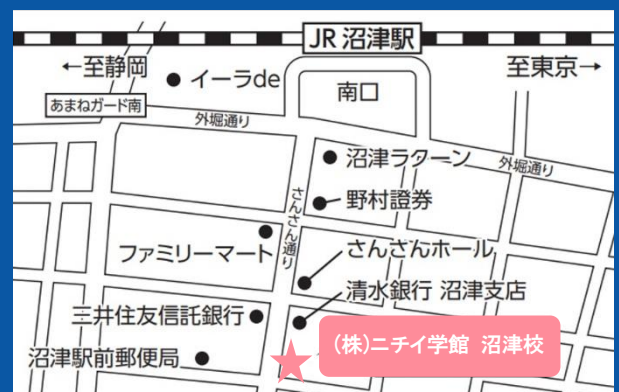 JR 沼津駅
←至静岡
至東京→
イーラde
南口
あまねガード南
外堀通り
沼津ラターン
外堀通り
野村證券
さんさん通り
ファミリーマート
さんさんホール
清水銀行 沼津支店
三井住友信託銀行
(株)ニチイ学館 沼津校
沼津駅前郵便局